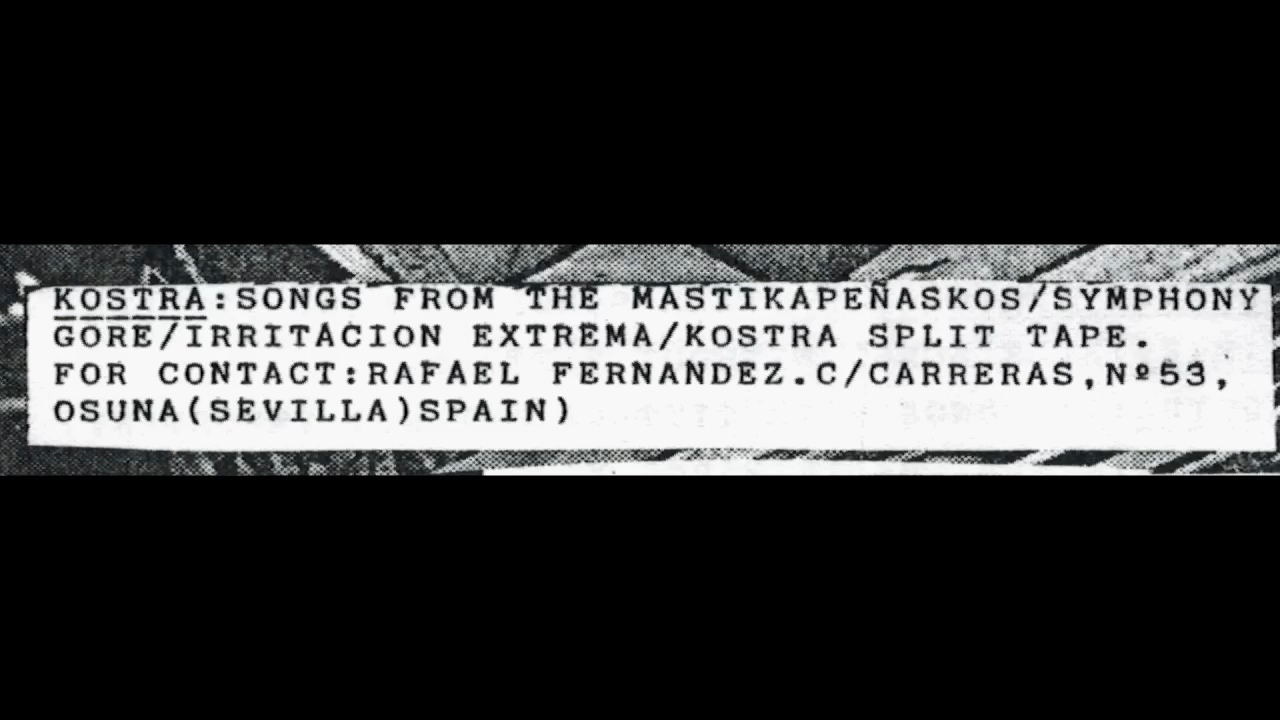 KOSTRA:SONGS FROM THE MASTIKAPEÑASKOS/SYMPHONY
GORE/IRRITACION EXTREMA/KOSTRA SPLIT TAPE.
FOR CONTACT:RAFAEL FERNANDEZ.C/CARRERAS,Nº53,
OSUNA(SEVILLA)SPAIN)